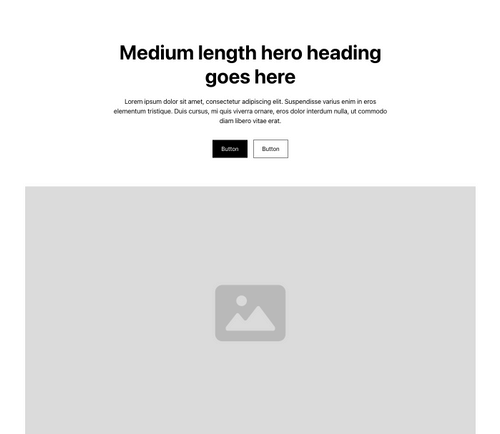 Medium length hero heading
goes here
Lorem ipsum dolor sit amet, consectetur adipiscing elit. Suspendisse varius enim in eros
elementum tristique. Duis cursus, mi quis viverra ornare, eros dolor interdum nulla, ut commodo
diam libero vitae erat.
Button Button